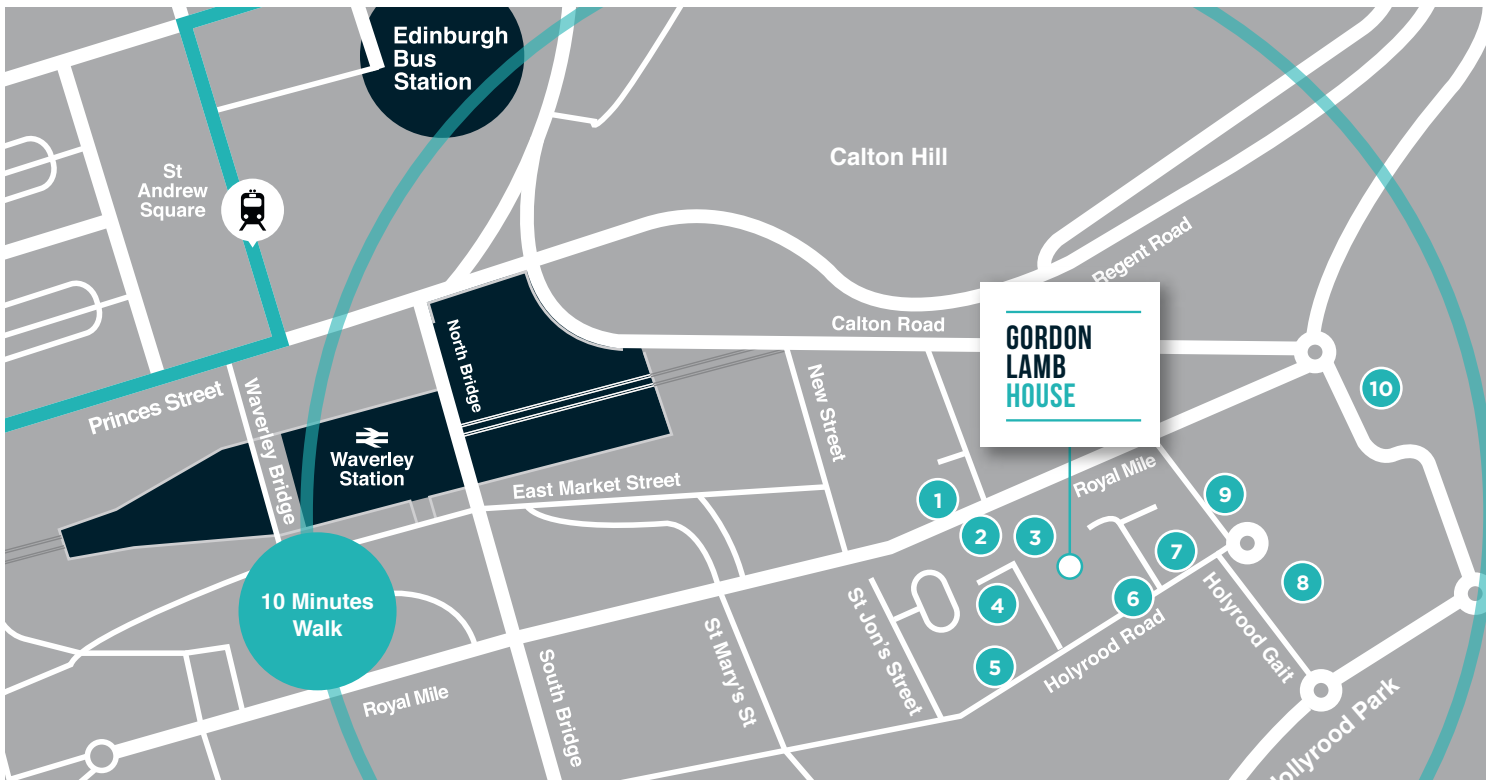 Edinburgh
Bus
Station
St
Andrew
Square
Calton Hill
Regent Road
Calton Road
GORDON
LAMB
HOUSE
North Bridge
Princes Street
Waverley Bridge
Waverley
Station
New Street
East Market Street
Royal Mile
10
9
1
2
3
7
8
4
6
5
10 Minutes
Walk
St Jon's Street
Holyrood Road
Holyrood Gait
St Mary's St
South Bridge
Royal Mile
Hollyrood Park